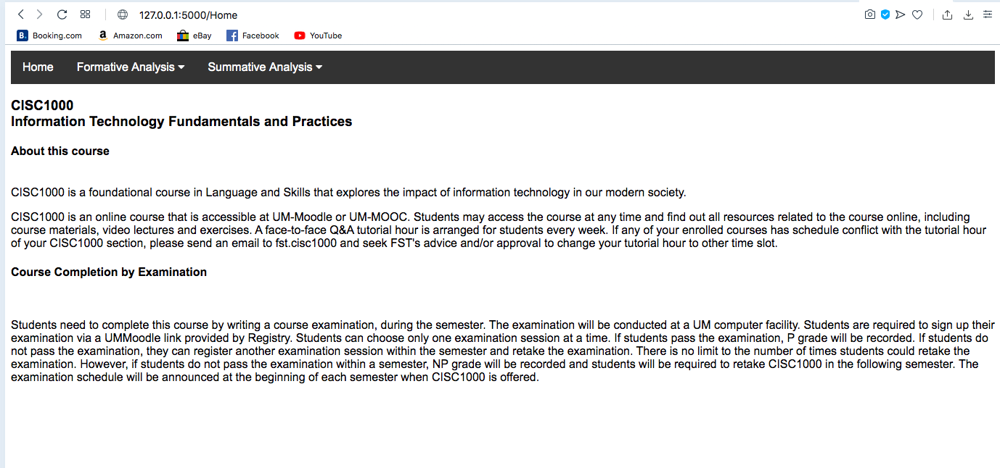 127.0.0.1:5000/Home
B. Booking.com a Amazon.com eBay f Facebook YouTube
Home Formative Analysis Summative Analysis
CISC1000
Information Technology Fundamentals and Practices
About this course
CISC1000 is a foundational course in Language and Skills that explores the impact of information technology in our modern society.
CISC1000 is an online course that is accessible at UM-Moodle or UM-MOOC. Students may access the course at any time and find out all resources related to the course online, including
course materials, video lectures and exercises. A face-to-face Q&A tutorial hour is arranged for students every week. If any of your enrolled courses has schedule conflict with the tutorial hour
of your CISC1000 section, please send an email to fst.cisc1000 and seek FST's advice and/or approval to change your tutorial hour to other time slot.
Course Completion by Examination
Students need to complete this course by writing a course examination, during the semester. The examination will be conducted at a UM computer facility. Students are required to sign up their
examination via a UMMoodle link provided by Registry. Students can choose only one examination session at a time. If students pass the examination, P grade will be recorded. If students do
not pass the examination, they can register another examination session within the semester and retake the examination. There is no limit to the number of times students could retake the
examination. However, if students do not pass the examination within a semester, NP grade will be recorded and students will be required to retake CISC1000 in the following semester. The
examination schedule will be announced at the beginning of each semester when CISC1000 is offered.